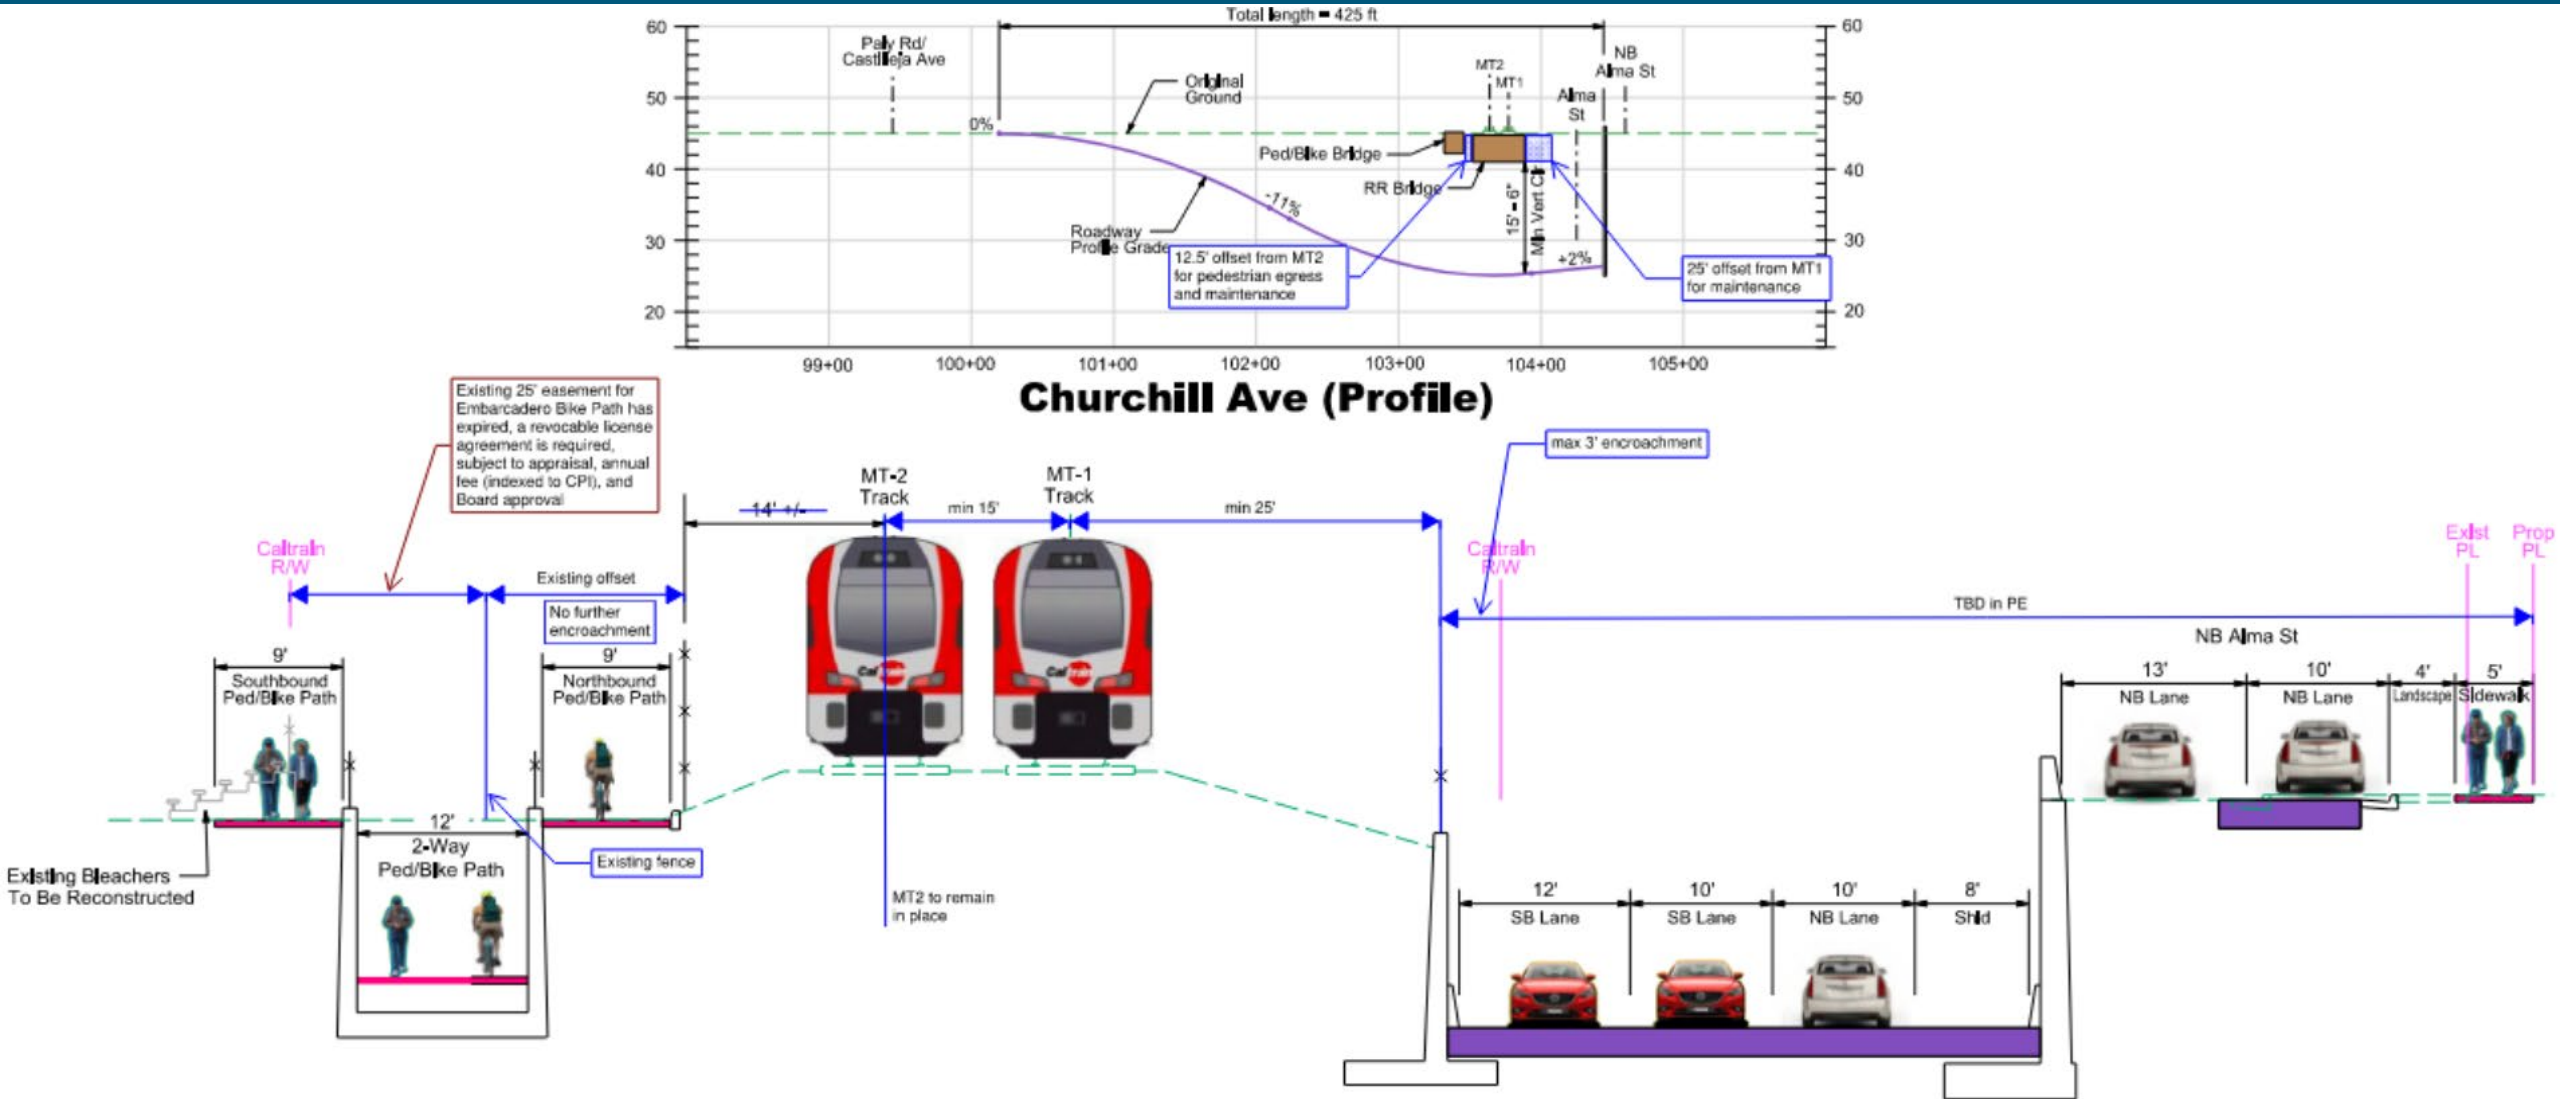 Total length = 425 ft
60
60
Paly Rd/
Castilleja Ave
NB
Alma St
MT2
MT1
Original
Ground
Alma
St
50
50
0%
Ped/Bike Bridge
40
40
RR Bridge
-11%
15' - 6"
Min Vert Clr
Roadway
Profile Grade
30
30
12.5' offset from MT2
for pedestrian egress
and maintenance
+2%
25' offset from MT1
for maintenance
20
20
99+00
100+00
101+00
102+00
103+00
104+00
105+00
Churchill Ave (Profile)
Existing 25' easement for
Embarcadero Bike Path has
expired, a revocable license
agreement is required,
subject to appraisal, annual
fee (indexed to CPI), and
Board approval
max 3' encroachment
MT-2
Track
MT-1
Track
14' +/-
min 15'
min 25'
Caltrain
R/W
Existing offset
No further
encroachment
Caltrain
R/W
Exist
PL
Prop
PL
TBD in PE
NB Alma St
9'
Southbound
Ped/Bike Path
9'
Northbound
Ped/Bike Path
Caltrain
Caltrain
13'
NB Lane
10'
NB Lane
4'
Landscape
5'
Sidewalk
12'
2-Way
Ped/Bike Path
Existing fence
Existing Bleachers
To Be Reconstructed
MT2 to remain
in place
12'
SB Lane
10'
SB Lane
10'
NB Lane
8'
Shld